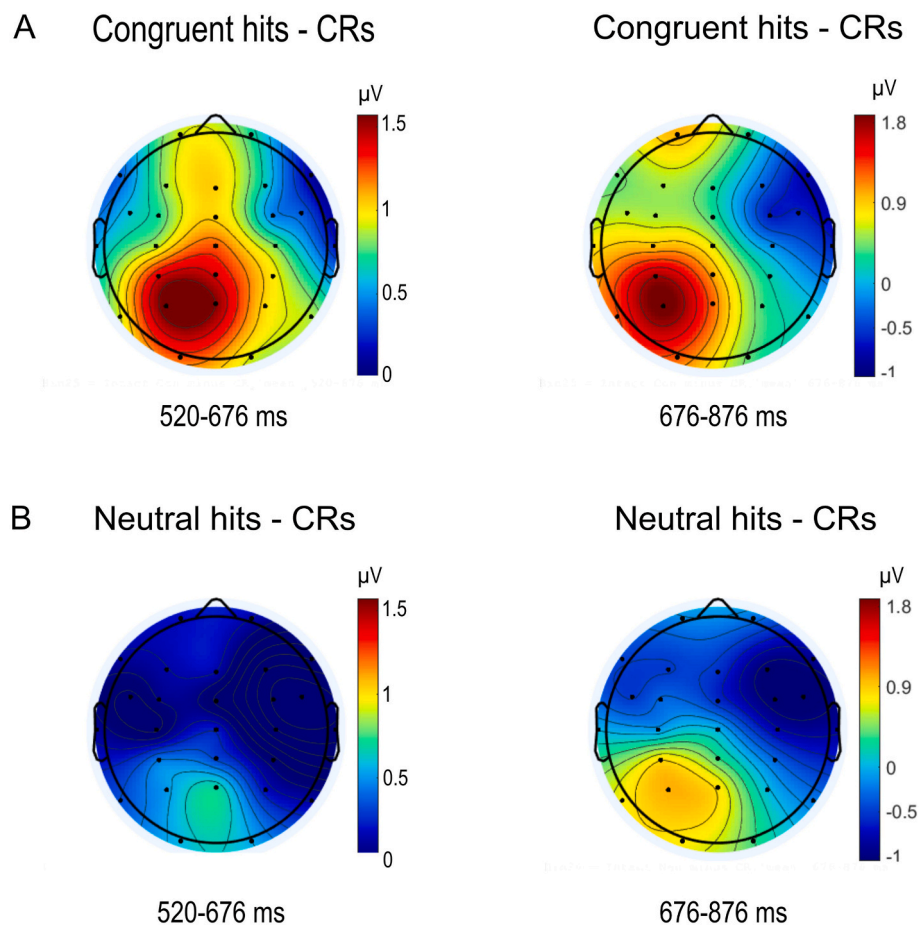 A
Congruent hits - CRs
Congruent hits - CRs
µV
1.5
1
0.5
0
µV
1.8
0.9
0
-0.5
-1
520-676 ms
676-876 ms
B
Neutral hits - CRs
Neutral hits - CRs
µV
1.5
1
0.5
0
µV
1.8
0.9
0
-0.5
-1
520-676 ms
676-876 ms